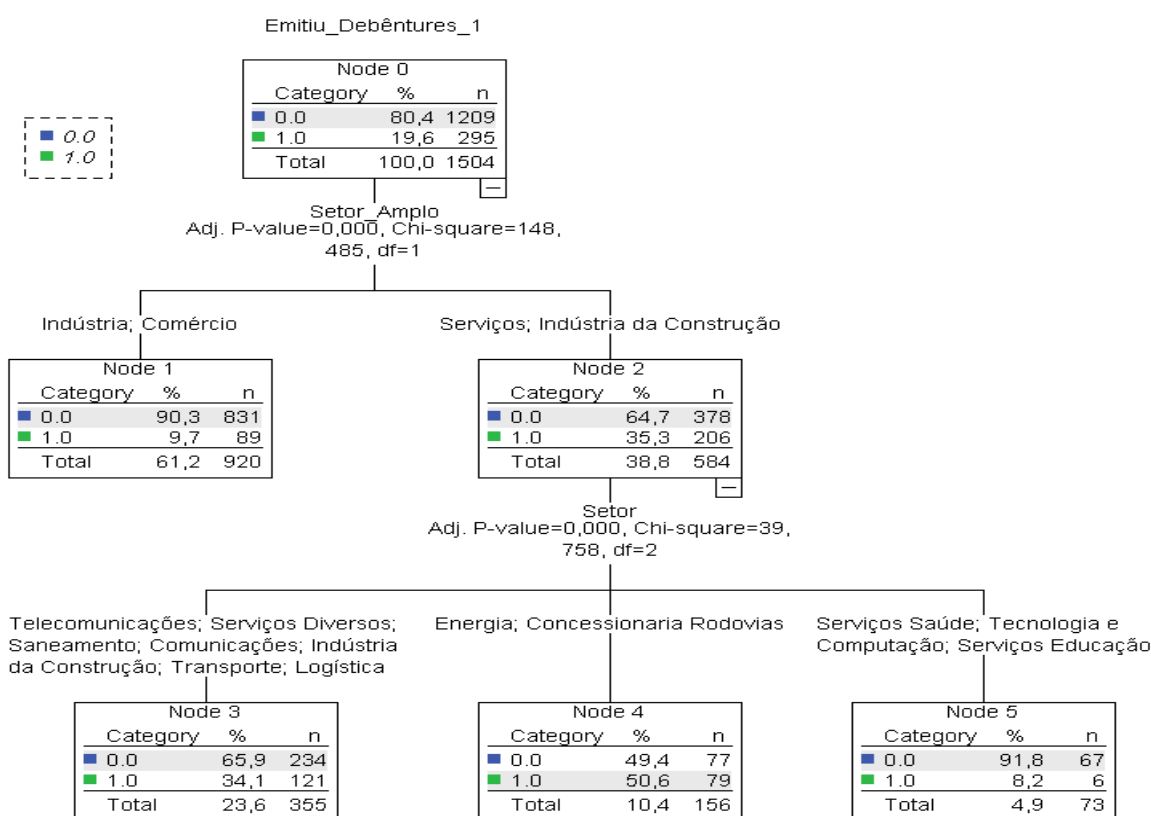 Emitiu_Debêntures_1
Node 0
Category % n
0.0 80,4 1209
1.0 19,6 295
Total 100,0 1504
0.0
1.0
Setor_Amplo
Adj. P-value=0,000, Chi-square=148,
485, df=1
Indústria; Comércio
Serviços; Indústria da Construção
Node 1
Category % n
0.0 90,3 831
1.0 9,7 89
Total 61,2 920
Node 2
Category % n
0.0 64,7 378
1.0 35,3 206
Total 38,8 584
Setor
Adj. P-value=0,000, Chi-square=39,
758, df=2
Telecomunicações; Serviços Diversos;
Saneamento; Comunicações; Indústria
da Construção; Transporte; Logística
Energia; Concessionaria Rodovias
Serviços Saúde; Tecnologia e
Computação; Serviços Educação
Node 3
Category % n
0.0 65,9 234
1.0 34,1 121
Total 23,6 355
Node 4
Category % n
0.0 49,4 77
1.0 50,6 79
Total 10,4 156
Node 5
Category % n
0.0 91,8 67
1.0 8,2 6
Total 4,9 73